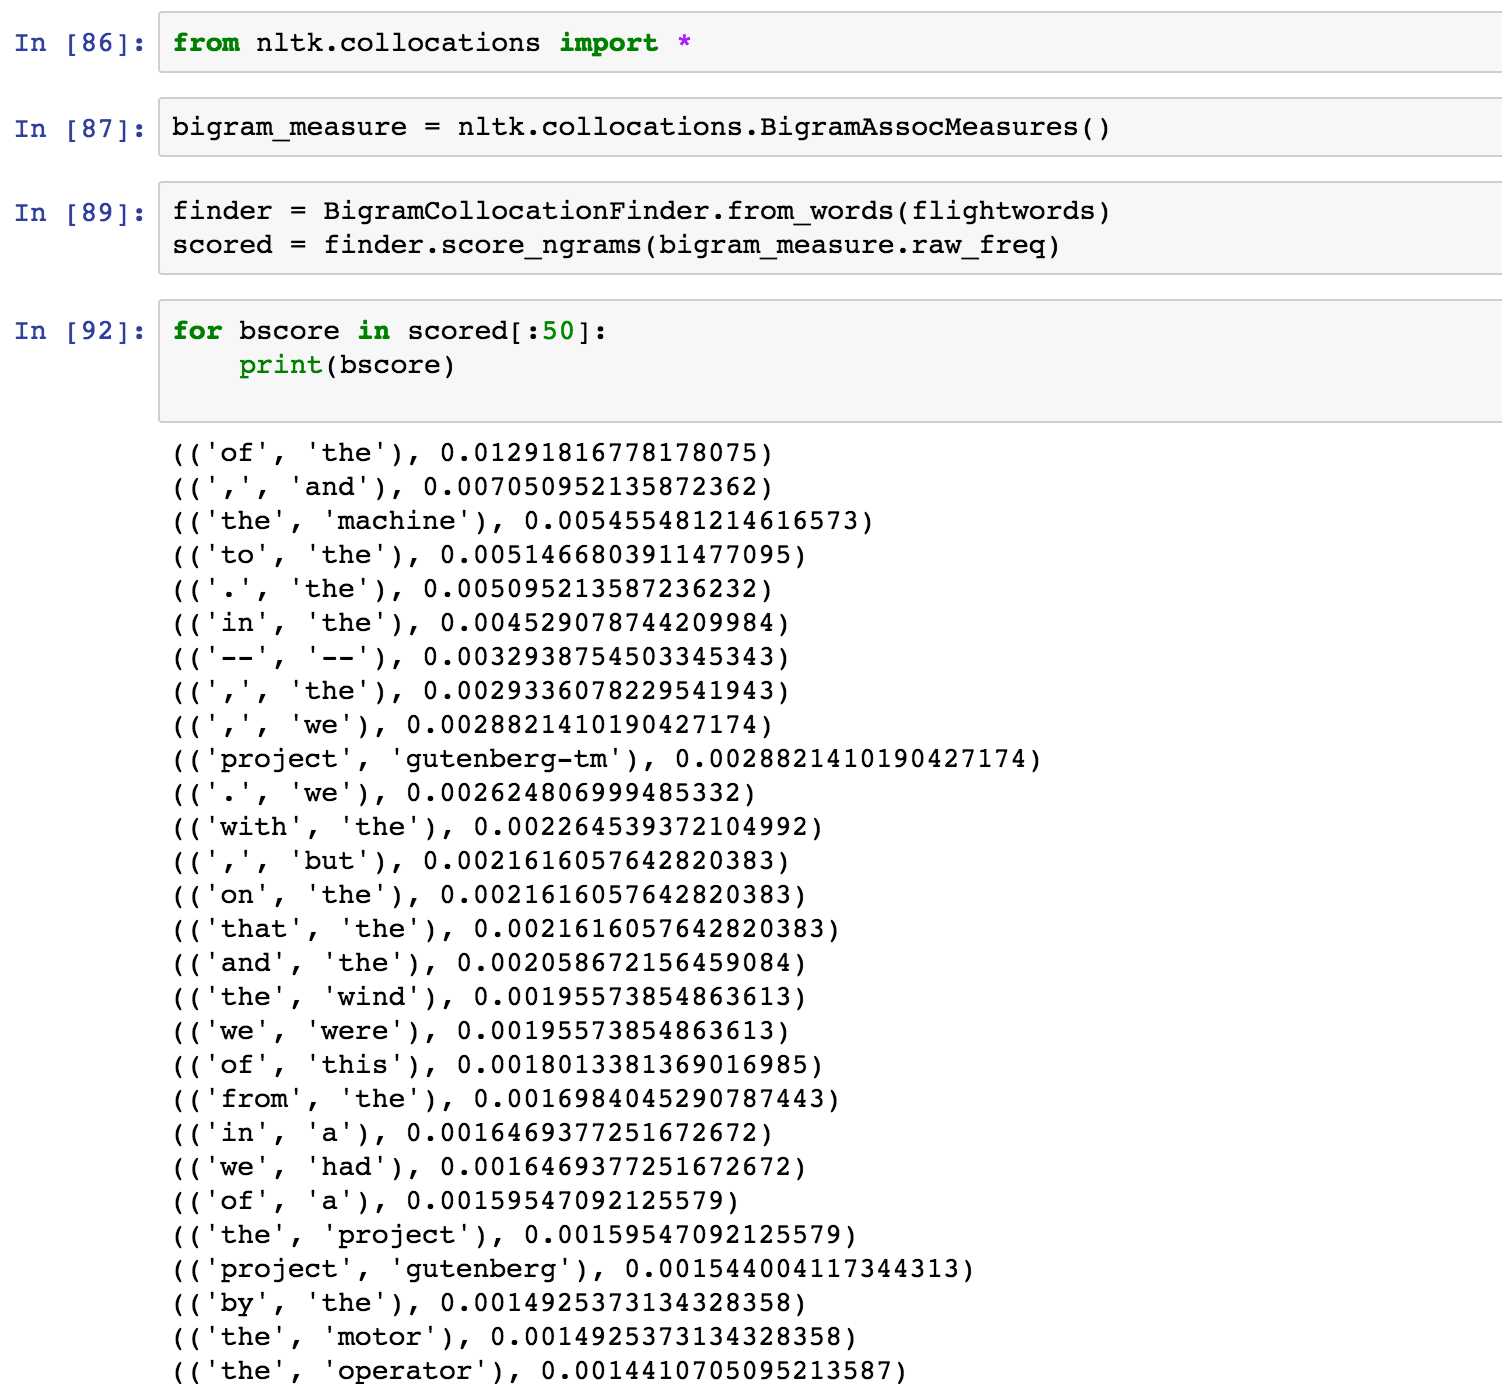 In [86]: from nltk.collocations import *
In [87]: bigram_measure = nltk.collocations.BigramAssocMeasures()
In [89]: finder = BigramCollocationFinder.from_words(flightwords)
scored = finder.score_ngrams(bigram_measure.raw_freq)
In [92]: for bscore in scored[:50]:
print(bscore)
(('of', 'the'), 0.01291816778178075)
((',', 'and'), 0.007050952135872362)
(('the', 'machine'), 0.005455481214616573)
(('to', 'the'), 0.0051466803911477095)
(('.', 'the'), 0.005095213587236232)
(('in', 'the'), 0.004529078744209984)
(('--', '--'), 0.0032938754503345343)
((',', 'the'), 0.0029336078229541943)
((',', 'we'), 0.0028821410190427174)
(('project', 'gutenberg-tm'), 0.0028821410190427174)
(('.', 'we'), 0.002624806999485332)
(('with', 'the'), 0.002264539372104992)
((',', 'but'), 0.0021616057642820383)
(('on', 'the'), 0.0021616057642820383)
(('that', 'the'), 0.0021616057642820383)
(('and', 'the'), 0.002058672156459084)
(('the', 'wind'), 0.00195573854863613)
(('we', 'were'), 0.00195573854863613)
(('of', 'this'), 0.0018013381369016985)
(('from', 'the'), 0.0016984045290787443)
(('in', 'a'), 0.0016469377251672672)
(('we', 'had'), 0.0016469377251672672)
(('of', 'a'), 0.00159547092125579)
(('the', 'project'), 0.00159547092125579)
(('project', 'gutenberg'), 0.001544004117344313)
(('by', 'the'), 0.0014925373134328358)
(('the', 'motor'), 0.0014925373134328358)
(('the', 'operator'), 0.0014410705095213587)